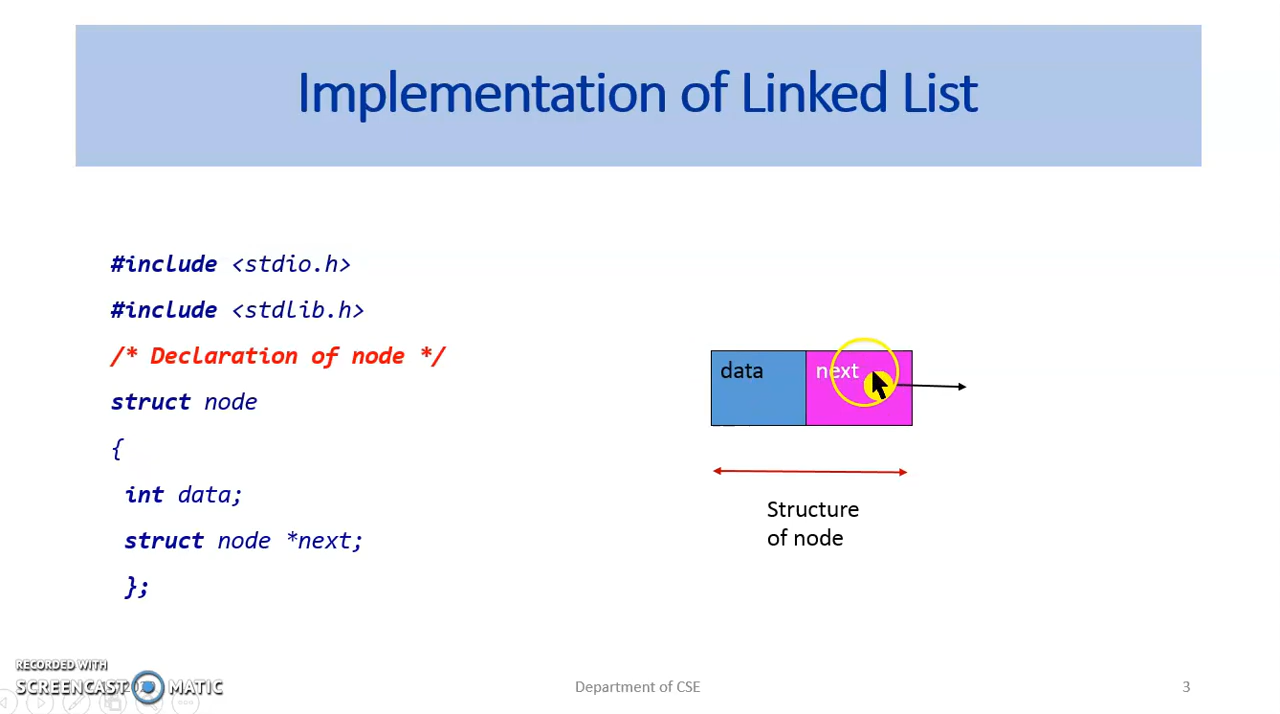 Implementation of Linked List
#include <stdio.h>
#include <stdlib.h>
/* Declaration of node */
struct node
{
int data;
struct node *next;
};
data
next
Structure
of node
RECORDED WITH
SCREENCAST MATIC
Department of CSE
3